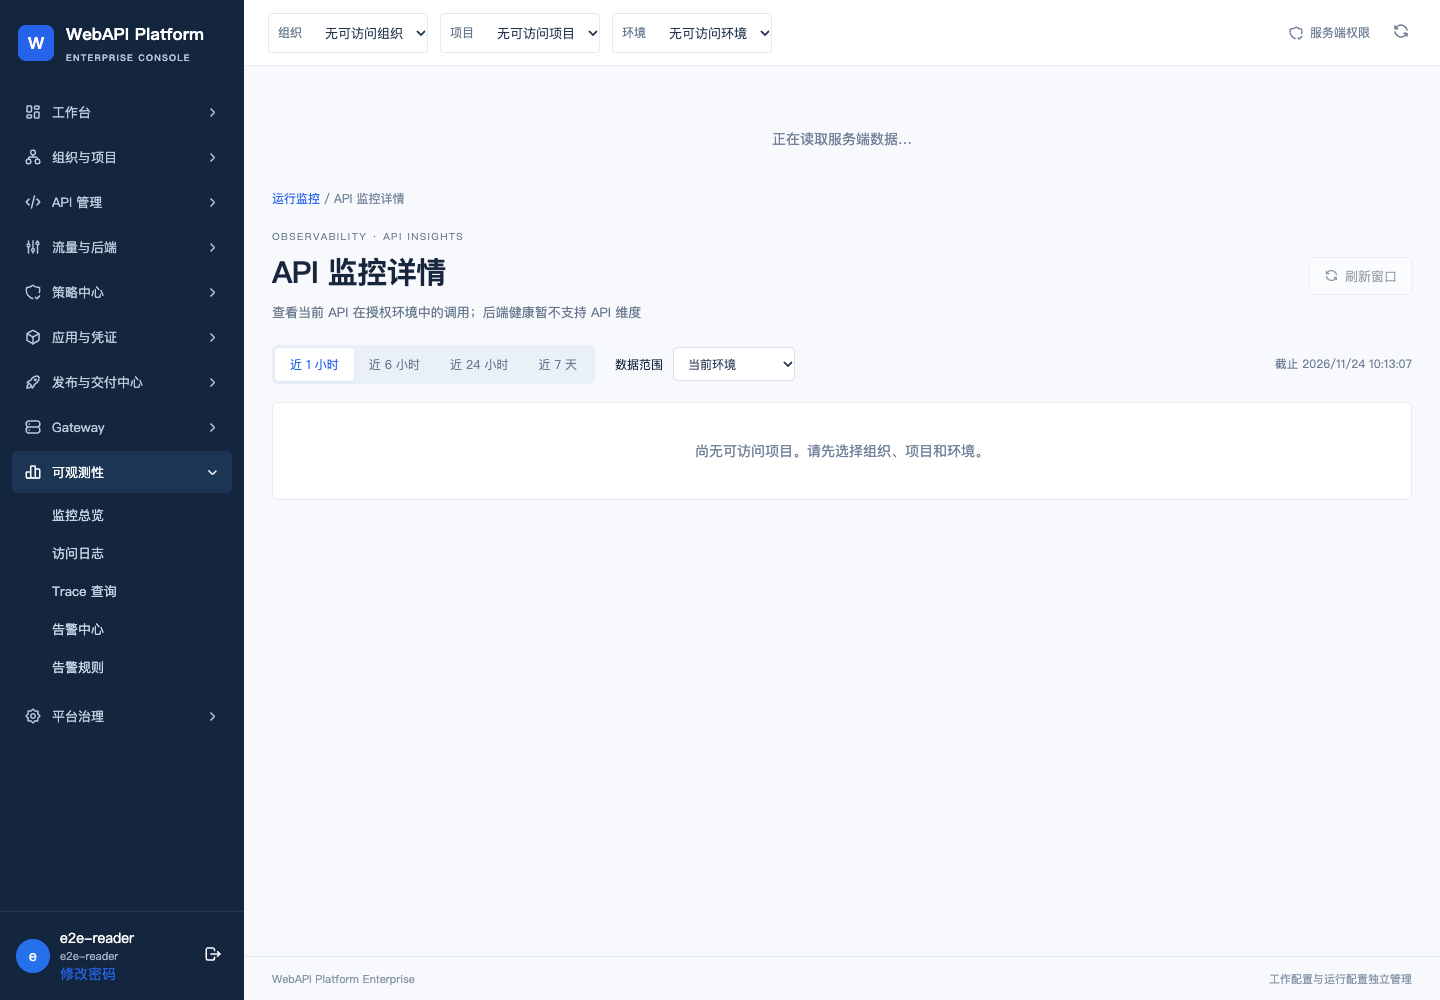 W
WebAPI Platform
ENTERPRISE CONSOLE
工作台
组织与项目
API 管理
流量与后端
策略中心
应用与凭证
发布与交付中心
Gateway
可观测性
监控总览
访问日志
Trace 查询
告警中心
告警规则
平台治理
e
e2e-reader
e2e-reader
修改密码
组织 无可访问组织
项目 无可访问项目
环境 无可访问环境
服务端权限
正在读取服务端数据...
运行监控 / API 监控详情
OBSERVABILITY · API INSIGHTS
API 监控详情
刷新窗口
查看当前 API 在授权环境中的调用；后端健康暂不支持 API 维度
近 1 小时 近 6 小时 近 24 小时 近 7 天 数据范围 当前环境
截止 2026/11/24 10:13:07
尚无可访问项目。请先选择组织、项目和环境。
WebAPI Platform Enterprise
工作配置与运行配置独立管理